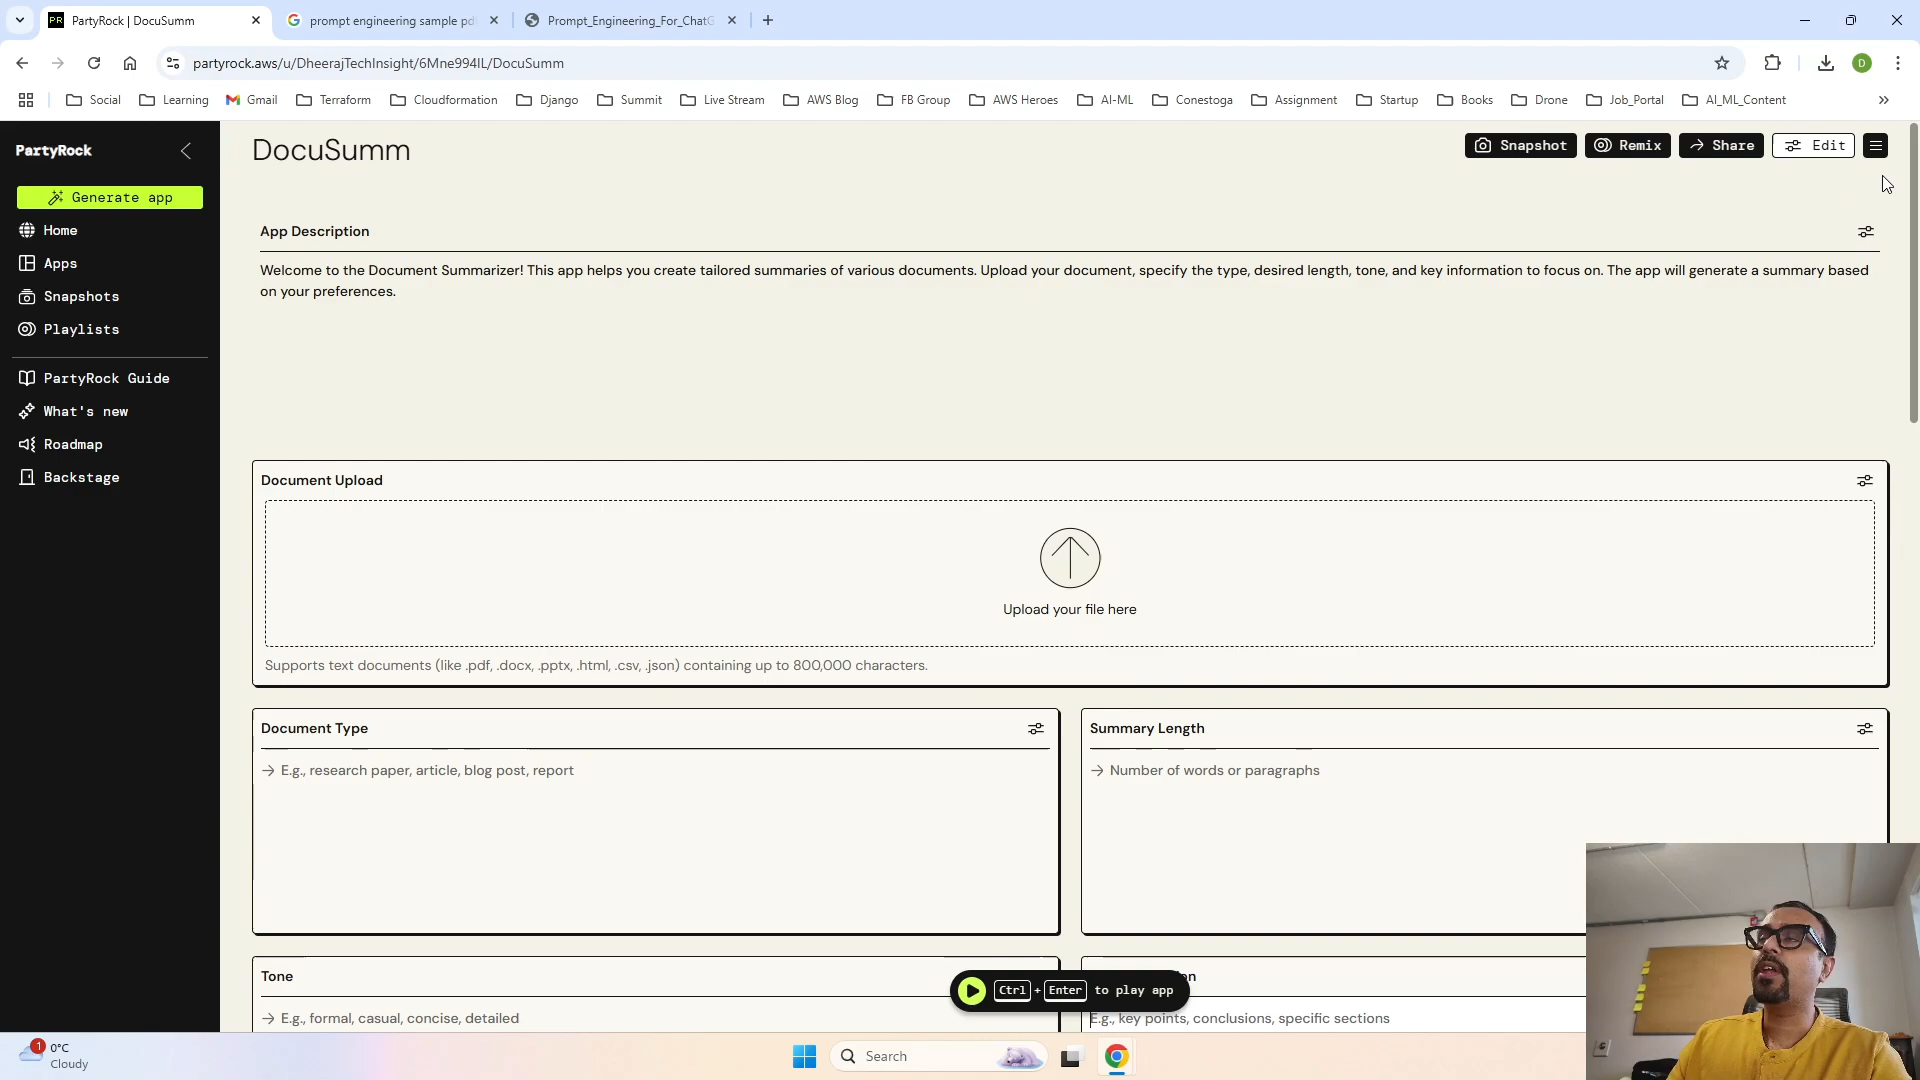 PartyRock | DocuSumm
prompt engineering sample pd
Prompt_Engineering_For_ChatG
partyrock.aws/u/DheerajTechInsight/6Mne994IL/DocuSumm
D
Social
Learning
Gmail
Terraform
Cloudformation
Django
Summit
Live Stream
AWS Blog
FB Group
AWS Heroes
AI-ML
Conestoga
Assignment
Startup
Books
Drone
Job_Portal
AI_ML_Content
PartyRock
Generate app
Home
Apps
Snapshots
Playlists
PartyRock Guide
What's new
Roadmap
Backstage
DocuSumm
Snapshot
Remix
Share
Edit
App Description
Welcome to the Document Summarizer! This app helps you create tailored summaries of various documents. Upload your document, specify the type, desired length, tone, and key information to focus on. The app will generate a summary based
on your preferences.
Document Upload
Upload your file here
Supports text documents (like .pdf, .docx, .pptx, .html, .csv, .json) containing up to 800,000 characters.
Document Type
E.g., research paper, article, blog post, report
Summary Length
Number of words or paragraphs
Tone
E.g., formal, casual, concise, detailed
on
E.g., key points, conclusions, specific sections
Ctrl + Enter to play app
1
0°C
Cloudy
Search